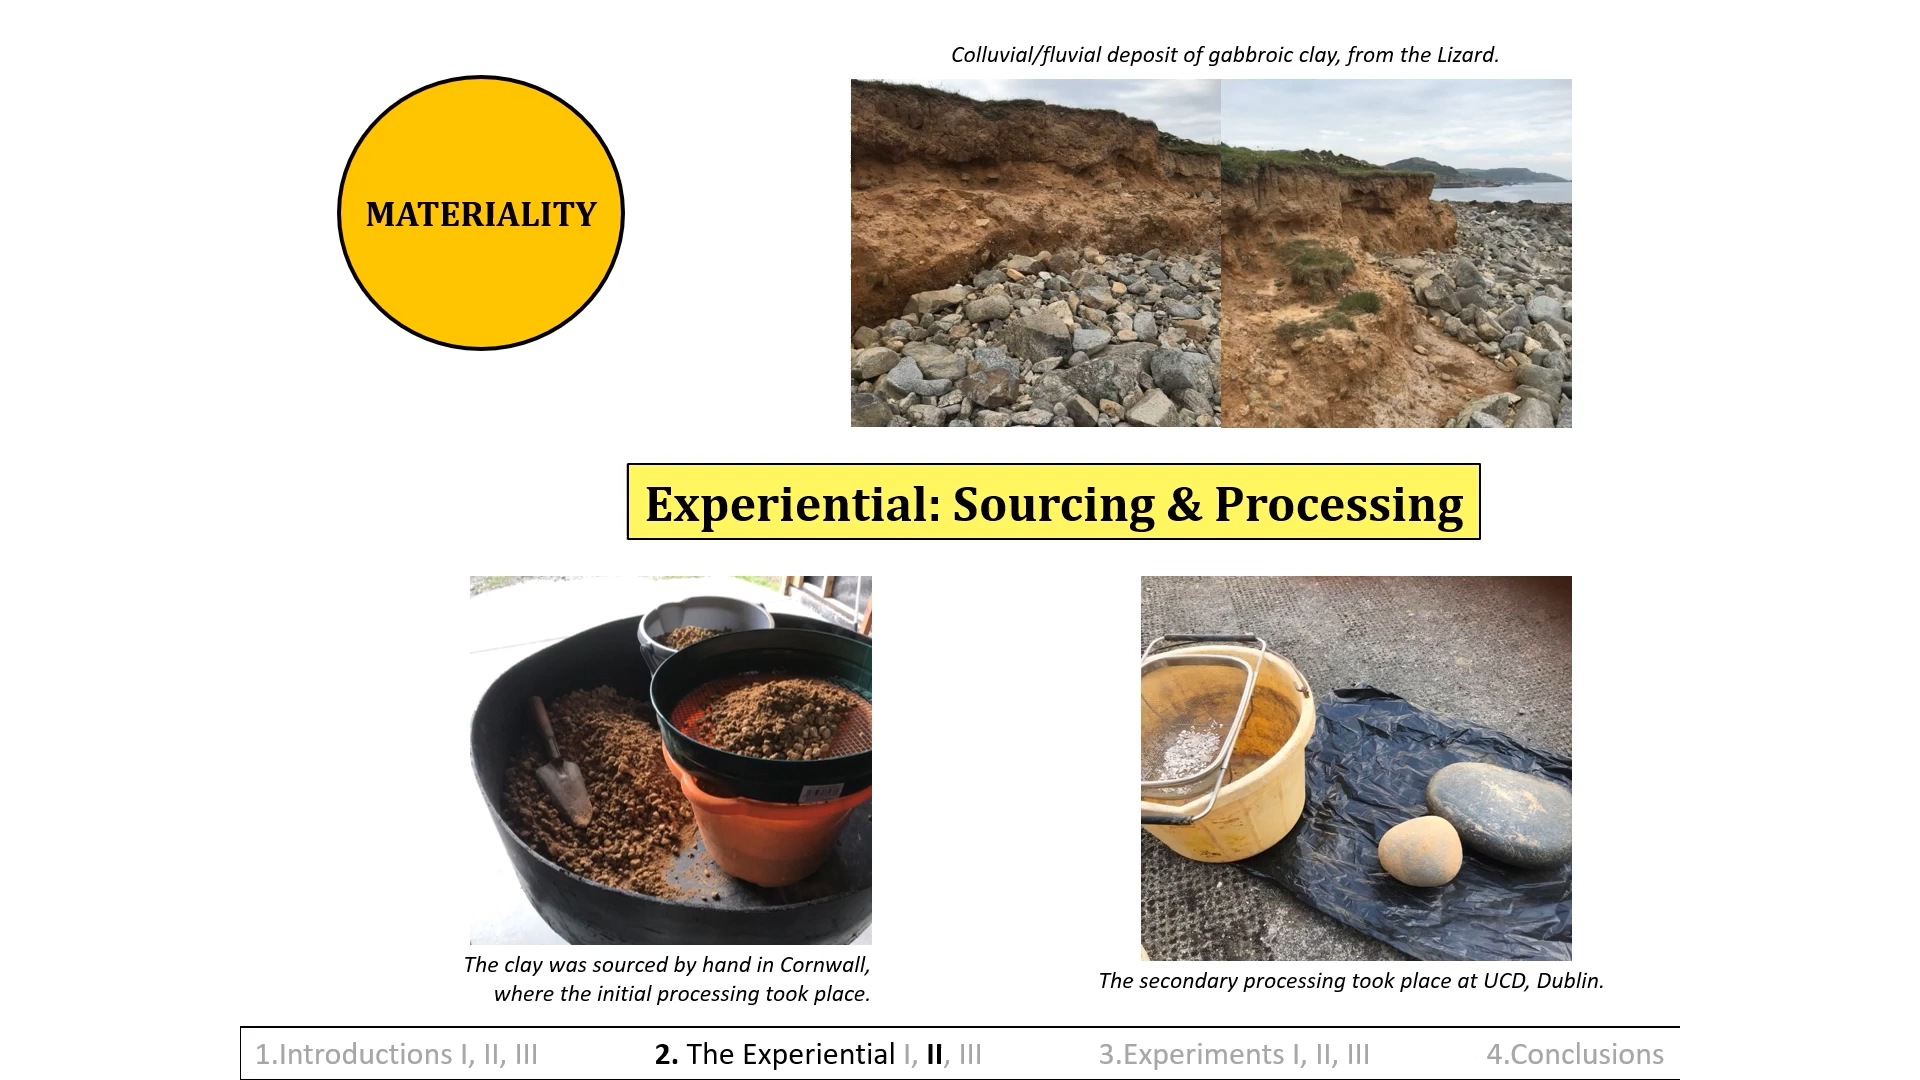 Colluvial/fluvial deposit of gabbroic clay, from the Lizard.
MATERIALITY
Experiential: Sourcing & Processing
The clay was sourced by hand in Cornwall,
where the initial processing took place.
The secondary processing took place at UCD, Dublin.
1.Introductions I, II, III 2. The Experiential I, II, III 3.Experiments I, II, III 4.Conclusions